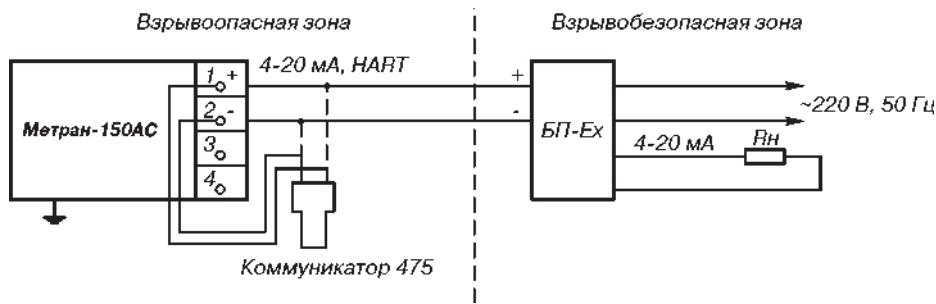 Взрывоопасная зона
Взрывобезопасная зона
4-20 мА, HART
1 +
2 -
3
4
Метран-150АС
+
-
БП-Ех
~220 В, 50 Гц
4-20 мА
Rн
Коммуникатор 475